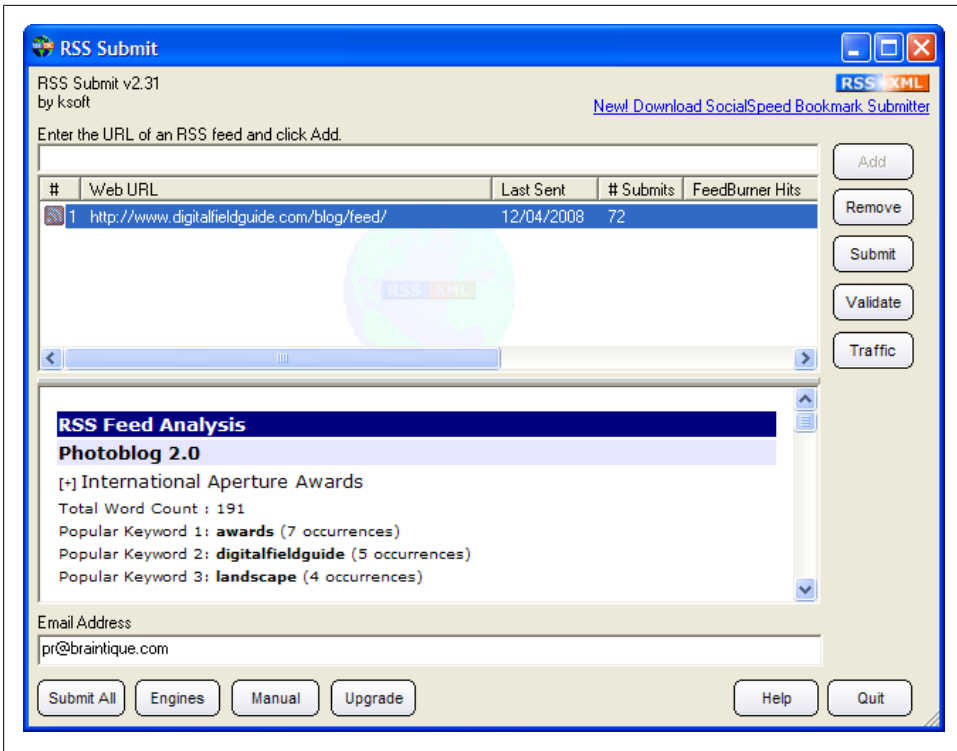 RSS Submit
RSS Submit v2.31
by ksoft
RSS XML
New! Download SocialSpeed Bookmark Submitter
Enter the URL of an RSS feed and click Add.
Add
# Web URL Last Sent # Submits FeedBurner Hits
1 http://www.digitalfieldguide.com/blog/feed/ 12/04/2008 72
Remove
Submit
RSS XML
Validate
Traffic
RSS Feed Analysis
Photoblog 2.0
[+] International Aperture Awards
Total Word Count : 191
Popular Keyword 1: awards (7 occurrences)
Popular Keyword 2: digitalfieldguide (5 occurrences)
Popular Keyword 3: landscape (4 occurrences)
Email Address
pr@braintique.com
Submit All Engines Manual Upgrade Help Quit